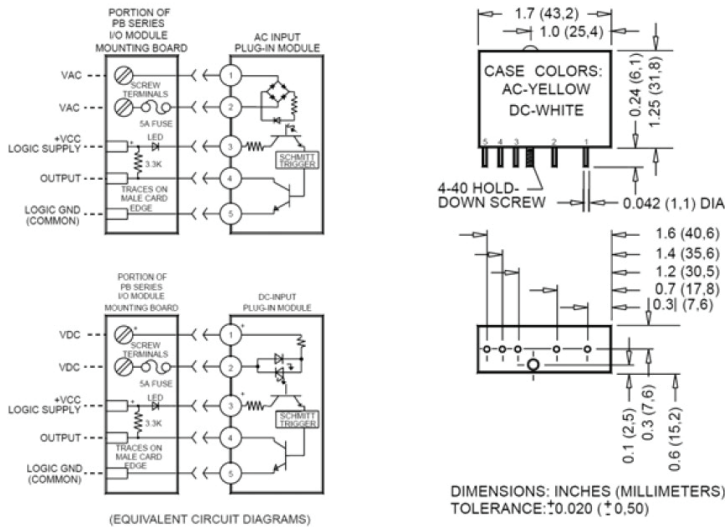 PORTION OF
PB SERIES
I/O MODULE
MOUNTING BOARD
AC INPUT
PLUG-IN MODULE
VAC
SCREW
TERMINALS
1
VAC
5A FUSE
2
+VCC
LOGIC SUPPLY
+
LED
3.3K
3
OUTPUT
4
SCHMITT
TRIGGER
TRACES ON
MALE CARD
EDGE
LOGIC GND
(COMMON)
5
PORTION OF
PB SERIES
I/O MODULE
MOUNTING BOARD
DC-INPUT
PLUG-IN MODULE
VDC
+
SCREW
TERMINALS
1
+
VDC
5A FUSE
2
+VCC
LOGIC SUPPLY
+
LED
3.3K
3
+
OUTPUT
4
SCHMITT
TRIGGER
TRACES ON
MALE CARD
EDGE
LOGIC GND
(COMMON)
5
(EQUIVALENT CIRCUIT DIAGRAMS)
1.7 (43,2)
1.0 (25,4)
CASE COLORS:
AC-YELLOW
DC-WHITE
5 4 3 2 1
0.24 (6,1)
1.25 (31,8)
4-40 HOLD-
DOWN SCREW
0.042 (1,1) DIA
1.6 (40,6)
1.4 (35,6)
1.2 (30,5)
0.7 (17,8)
0.3 (7,6)
0.1 (2,5)
0.3 (7,6)
0.6 (15,2)
DIMENSIONS: INCHES (MILLIMETERS)
TOLERANCE:±0.020 (±0,50)